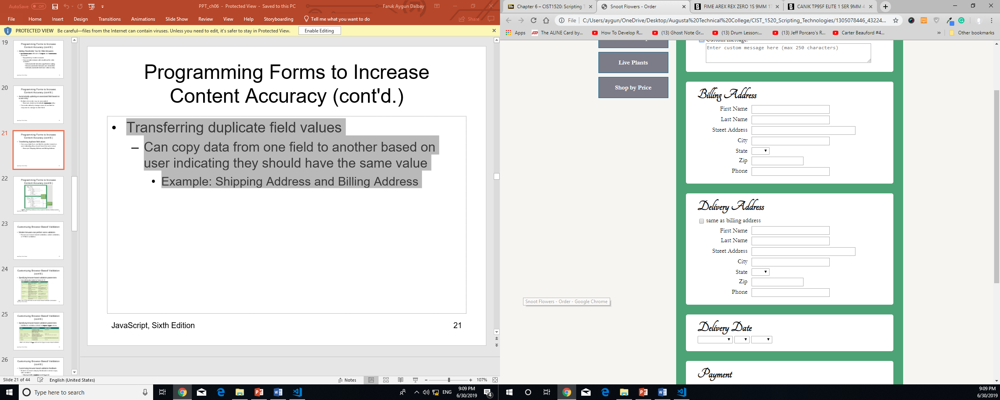 AutoSave Off
PPT_ch06 - Protected View - Saved to this PC
Faruk Aygun Dalbay
File Home Insert Design Transitions Animations Slide Show Review View Help Storyboarding Tell me what you want to do Share
PROTECTED VIEW Be careful—files from the Internet can contain viruses. Unless you need to edit, it's safer to stay in Protected View. Enable Editing
19
Programming Forms to Increase
Content Accuracy (cont'd.)
20
Programming Forms to Increase
Content Accuracy (cont'd.)
21
Programming Forms to Increase
Content Accuracy (cont'd.)
22
Programming Forms to Increase
Content Accuracy (cont'd.)
23
Customizing Browser-Based Validation
24
Customizing Browser-Based Validation
(cont'd.)
25
Customizing Browser-Based Validation
(cont'd.)
26
Customizing Browser-Based Validation
(cont'd.)
Programming Forms to Increase
Content Accuracy (cont'd.)
• Transferring duplicate field values
– Can copy data from one field to another based on
user indicating they should have the same value
• Example: Shipping Address and Billing Address
JavaScript, Sixth Edition
21
Slide 21 of 44 English (United States) Notes 107%
Type here to search
ENG
9:09 PM
6/30/2019
4
Bb Chapter 6 – CIST1520: Scripting T
Snoot Flowers - Order
FIME AREX REX ZERO 1S 9MM 17
CANIK TP9SF ELITE 1 SER 9MM 4
File C:/Users/aygun/OneDrive/Desktop/Augusta%20Technical%20College/CIST_1520_Scripting_Technologies/1305078446_43224...
Apps The ALINE Card by... How To Develop R... (13) Ghost Note Gr... (13) Drum Lesson:... (13) Jeff Porcaro's R... Carter Beauford #4... » Other bookmarks
Live Plants
Shop by Price
Custom message:
Enter custom message here (max 250 characters)
Billing Address
First Name
Last Name
Street Address
City
State
Zip
Phone
Delivery Address
same as billing address
First Name
Last Name
Street Address
City
State
Zip
Phone
Snoot Flowers - Order - Google Chrome
Delivery Date
Payment
9:09 PM
6/30/2019